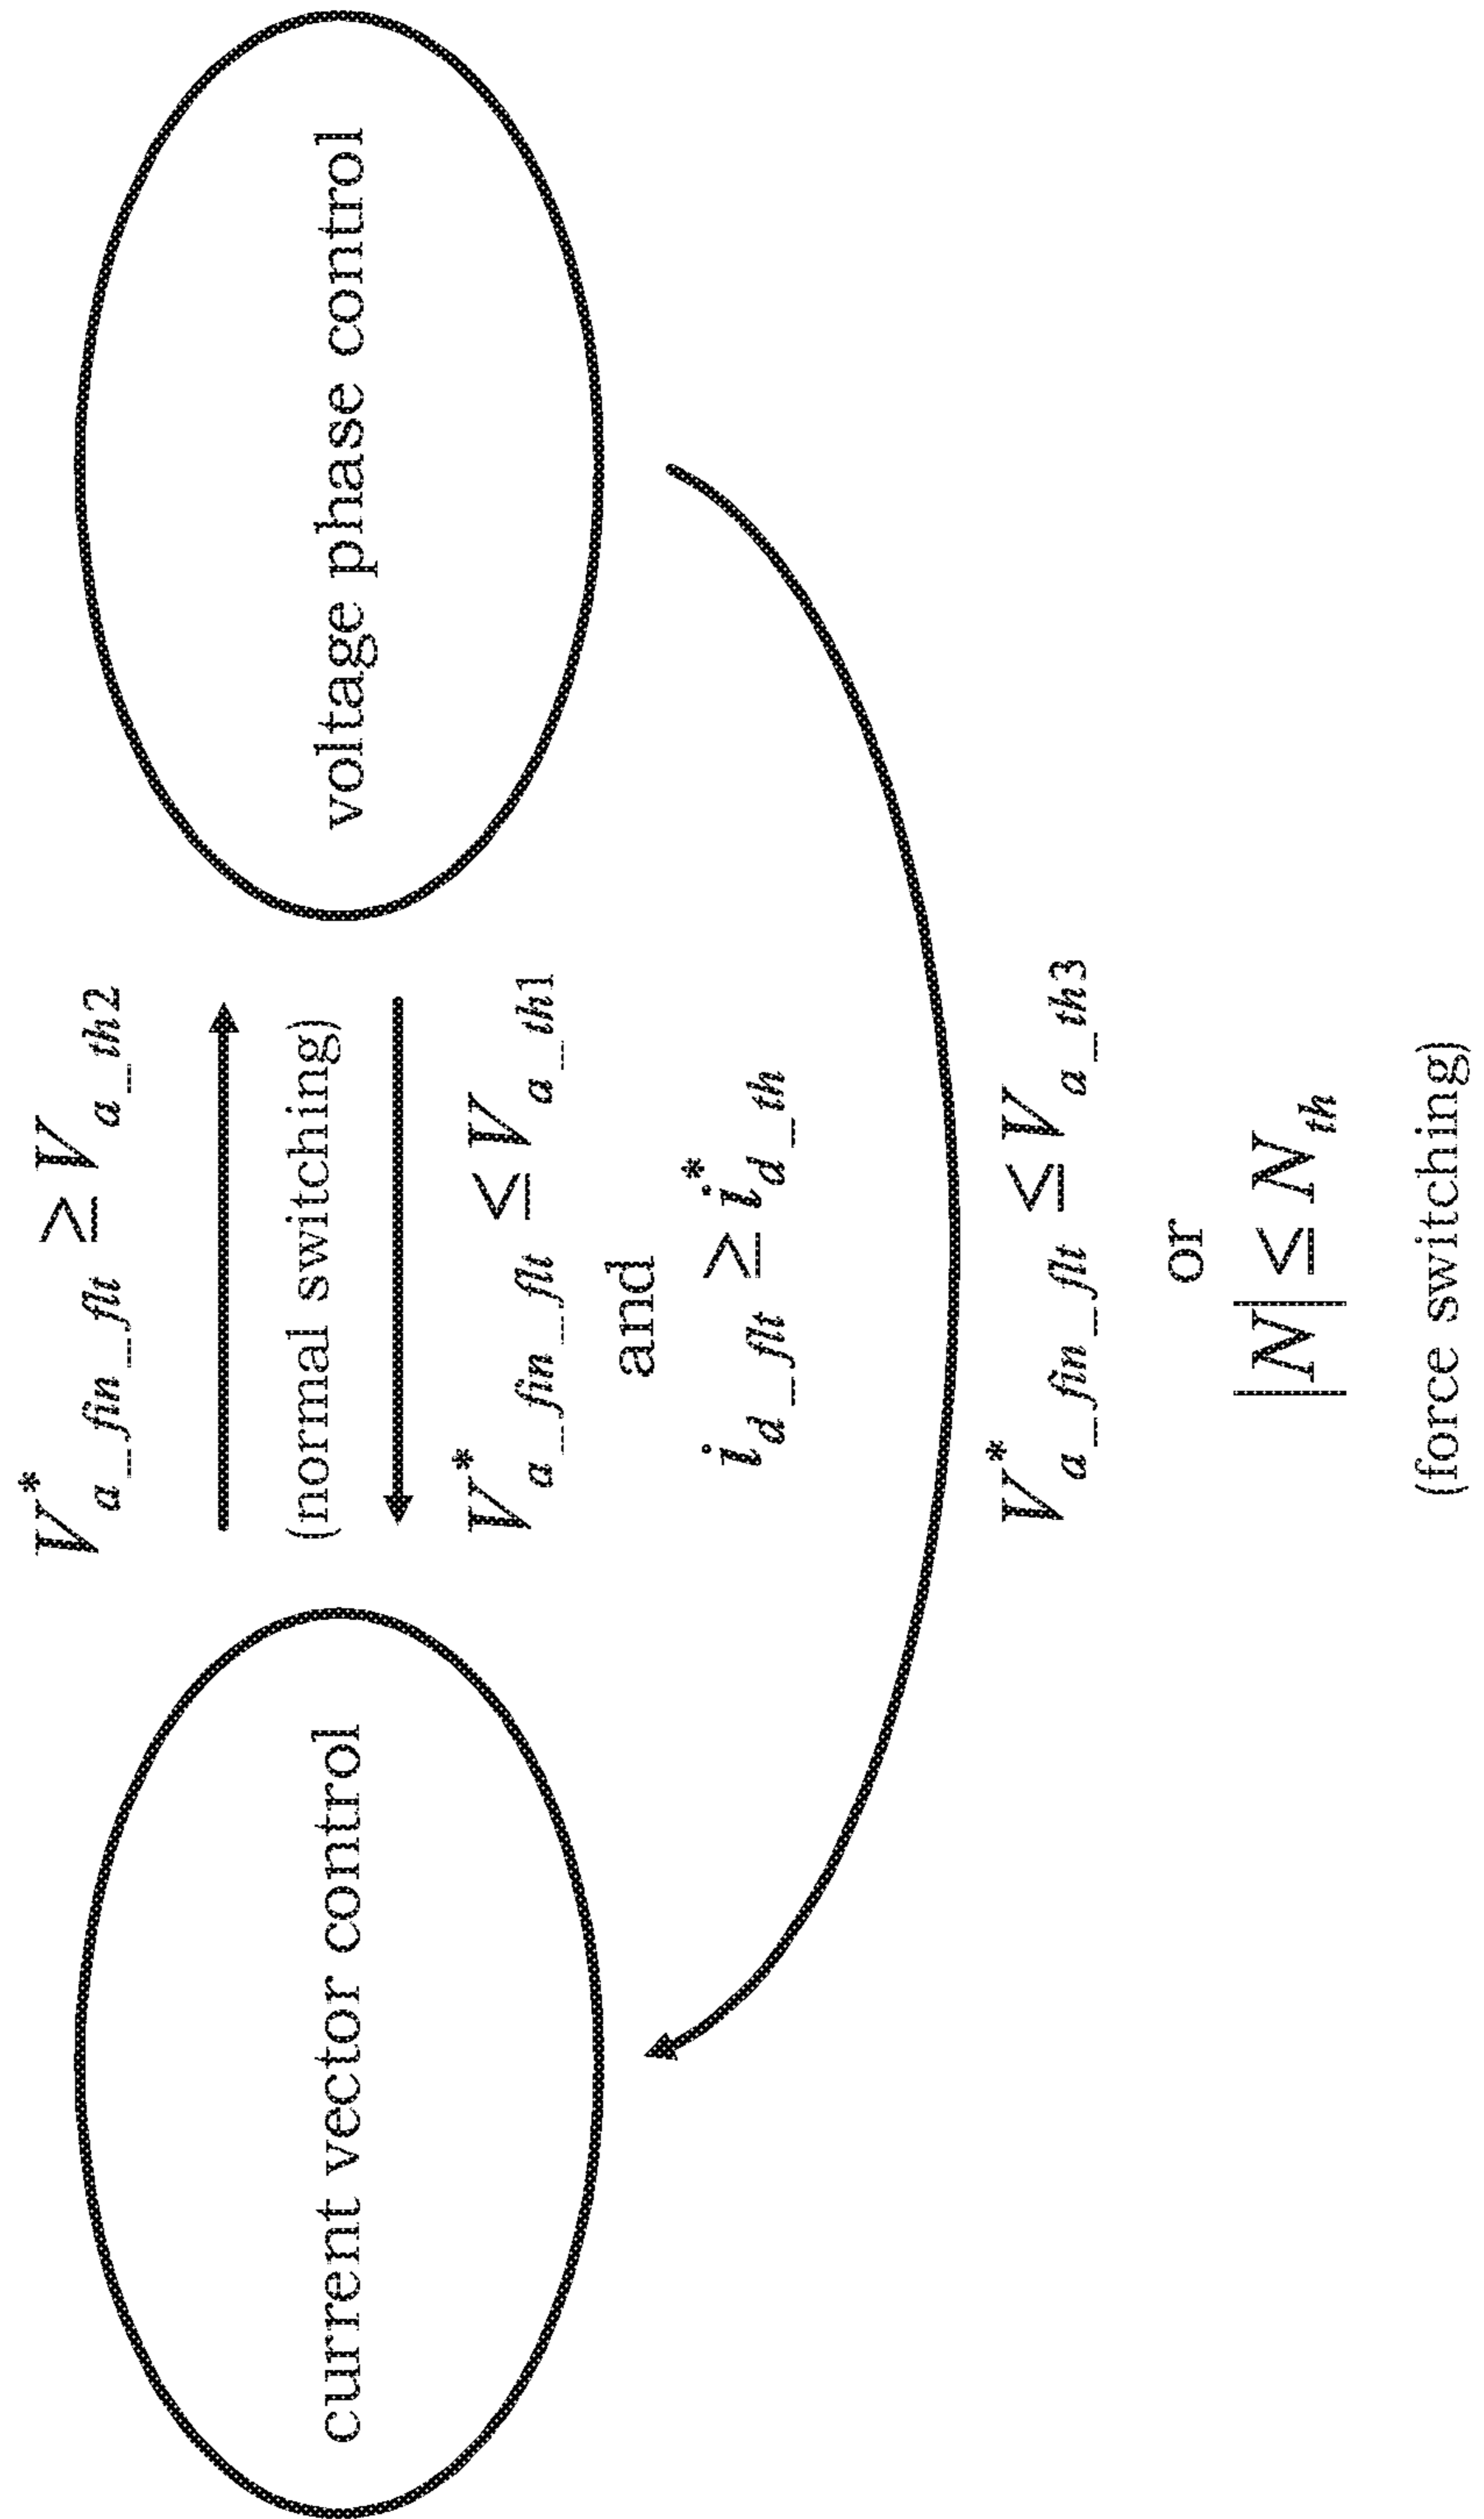 V*a_fin_flt ≥ Va_th2
(normal switching)
current vector control
voltage phase control
V*a_fin_flt ≤ Va_th1
and
id_flt ≥ i*d_th
V*a_fin_flt ≤ Va_th3
or
|N| ≤ Nth
(force switching)